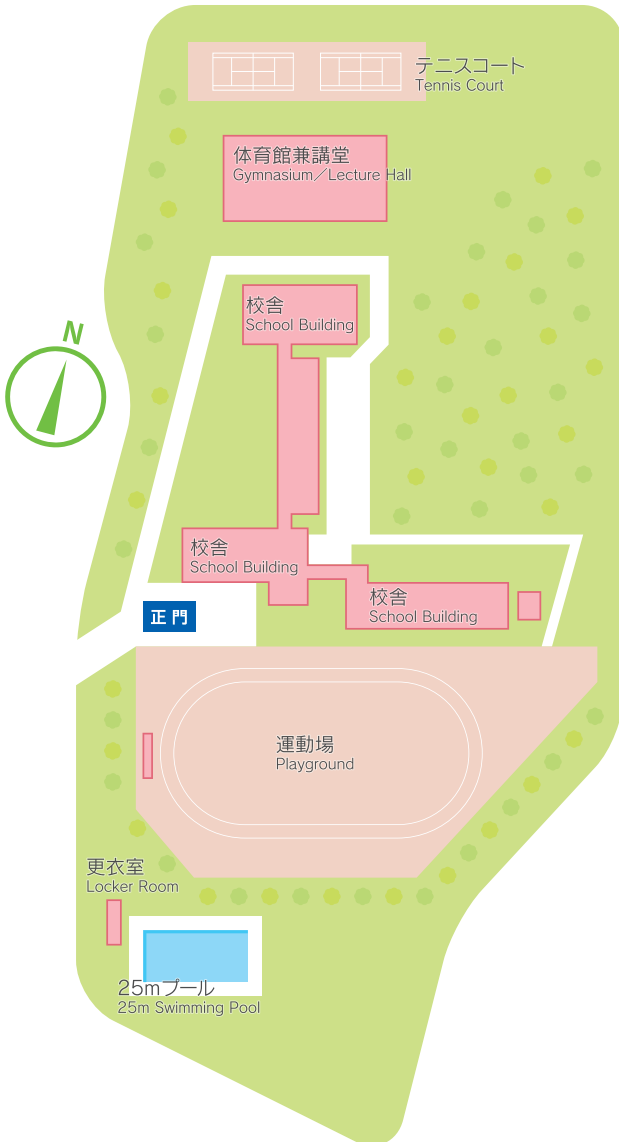 テニスコート
Tennis Court
体育館兼講堂
Gymnasium／Lecture Hall
校舎
School Building
N
校舎
School Building
校舎
School Building
正門
運動場
Playground
更衣室
Locker Room
25mプール
25m Swimming Pool